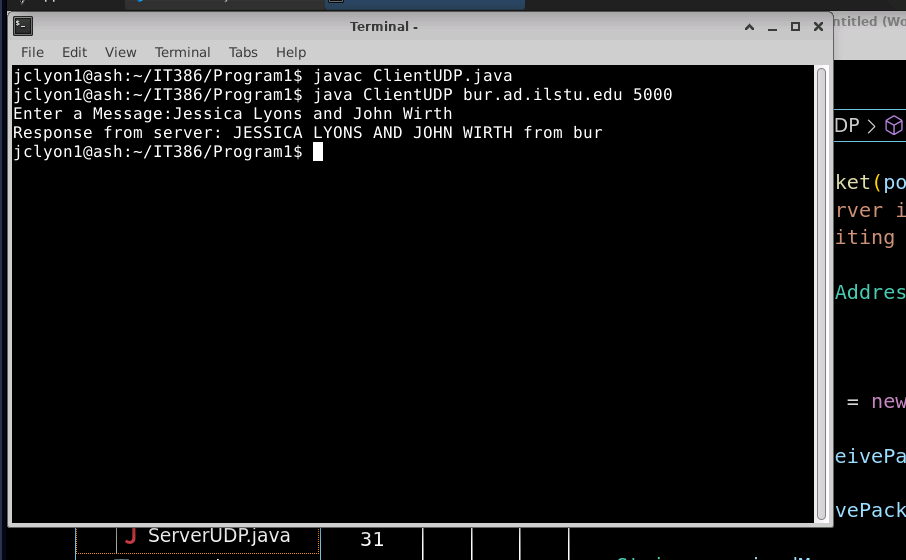 Terminal -
ntitled (Wo
File Edit View Terminal Tabs Help
jclyon1@ash:~/IT386/Program1$ javac ClientUDP.java
jclyon1@ash:~/IT386/Program1$ java ClientUDP bur.ad.ilstu.edu 5000
Enter a Message:Jessica Lyons and John Wirth
Response from server: JESSICA LYONS AND JOHN WIRTH from bur
jclyon1@ash:~/IT386/Program1$
DP >
ket(po
rver i
iting
Addres
= new
eivePa
vePack
J ServerUDP.java
31